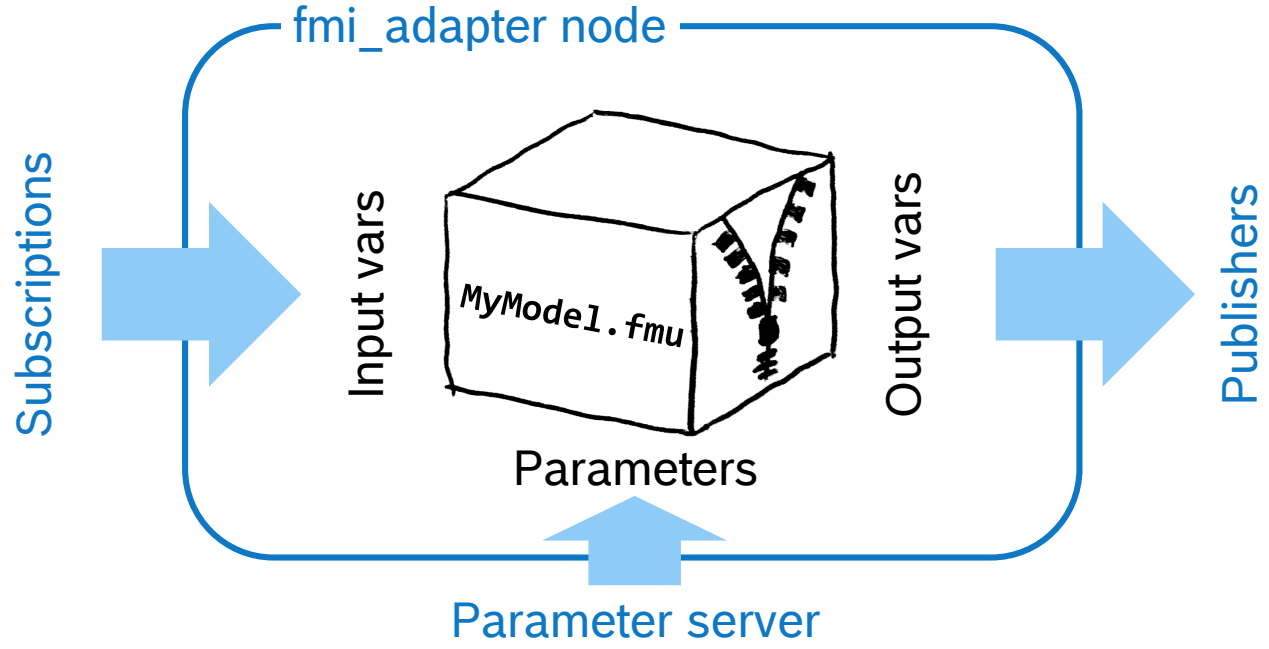 fmi_adapter node
Subscriptions
Input vars
MyModel.fmu
Output vars
Publishers
Parameters
Parameter server